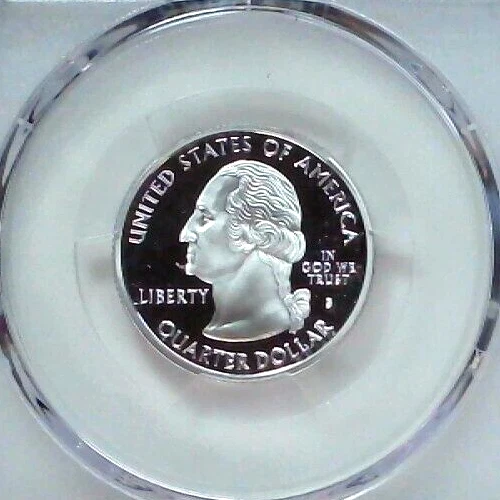 UNITED STATES OF AMERICA
IN
GOD WE
TRUST
LIBERTY
QUARTER DOLLAR